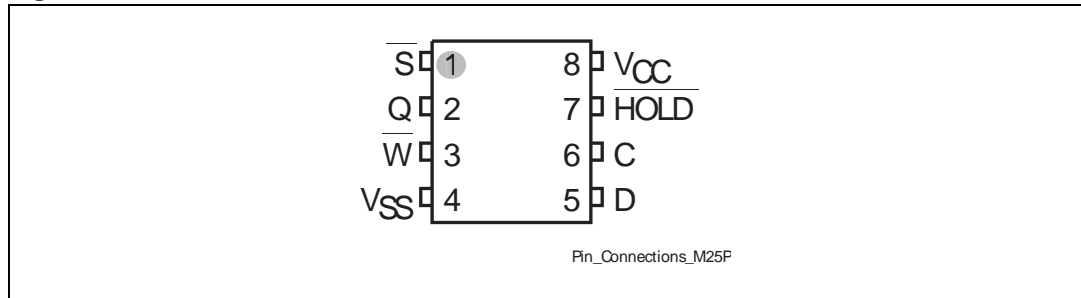 S 1 8 VCC
Q 2 7 HOLD
W 3 6 C
VSS 4 5 D
Pin_Connections_M25P